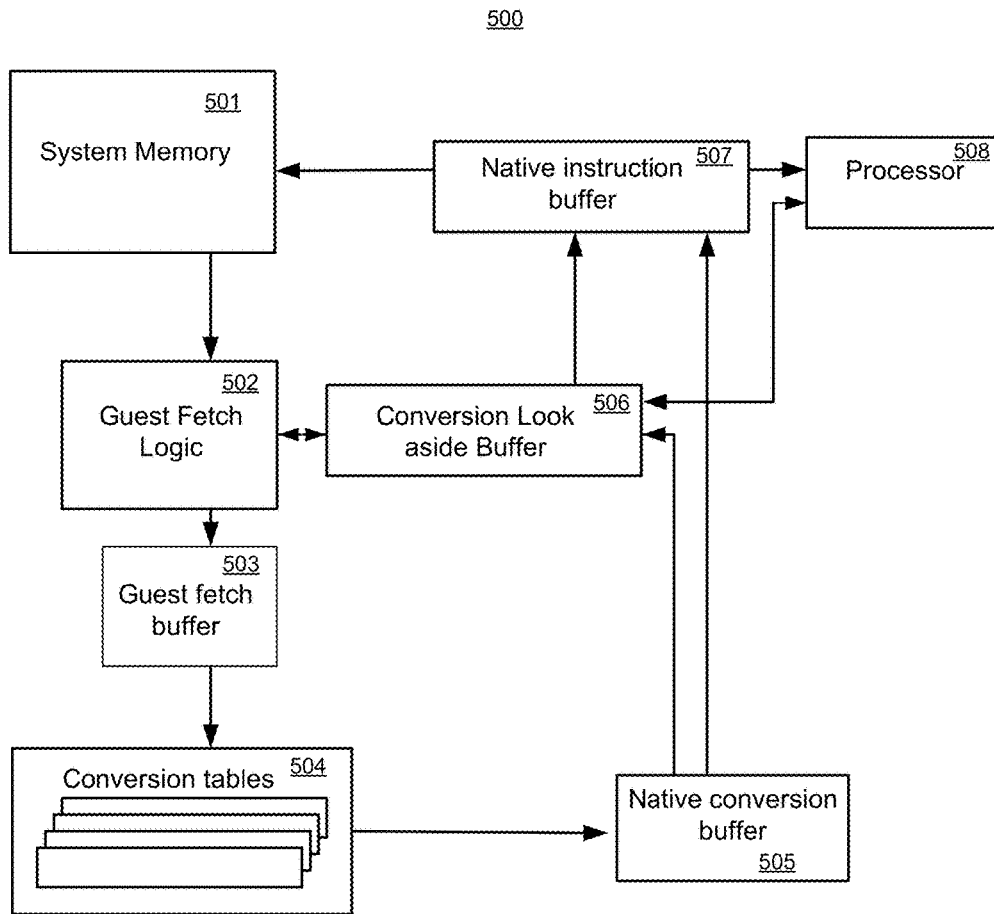 500
501
System Memory
507
Native instruction
buffer
508
Processor
502
Guest Fetch
Logic
506
Conversion Look
aside Buffer
503
Guest fetch
buffer
504
Conversion tables
Native conversion
buffer
505